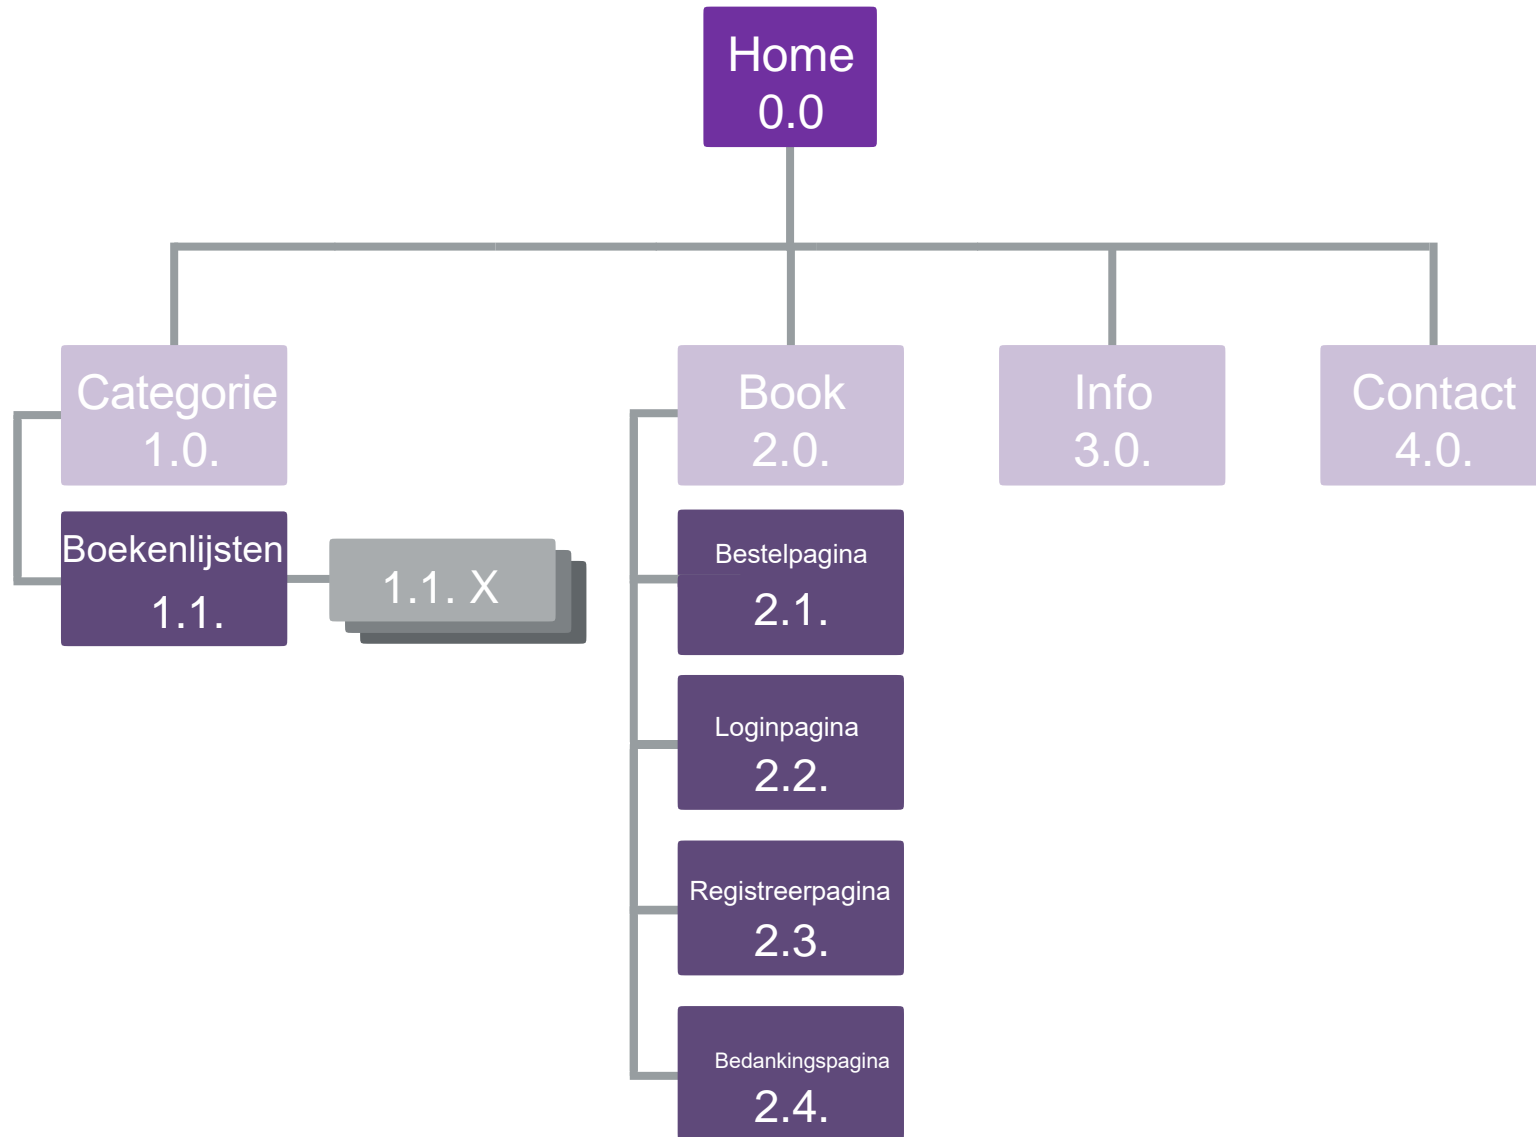 Home
0.0
Categorie
1.0.
Book
2.0.
Info
3.0.
Contact
4.0.
Boekenlijsten
1.1.
1.1. X
Bestelpagina
2.1.
Loginpagina
2.2.
Registreerpagina
2.3.
Bedankingspagina
2.4.